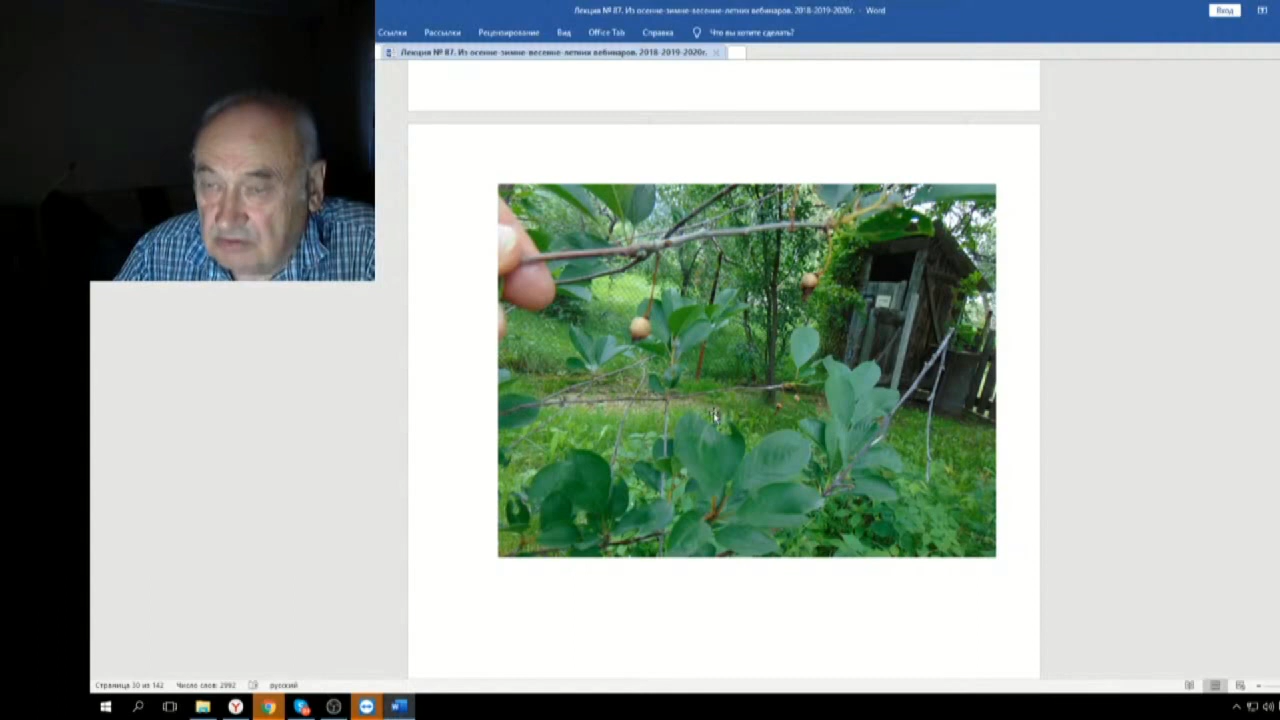 Лекция № 87. Из осенне-зимне-весенне-летних вебинаров. 2018-2019-2020г. - Word
Вход
Ссылки Рассылки Рецензирование Вид Office Tab Справка Что вы хотите сделать?
Лекция № 87. Из осенне-зимне-весенне-летних вебинаров. 2018-2019-2020г.
Страница 30 из 142 Число слов: 2992 русский